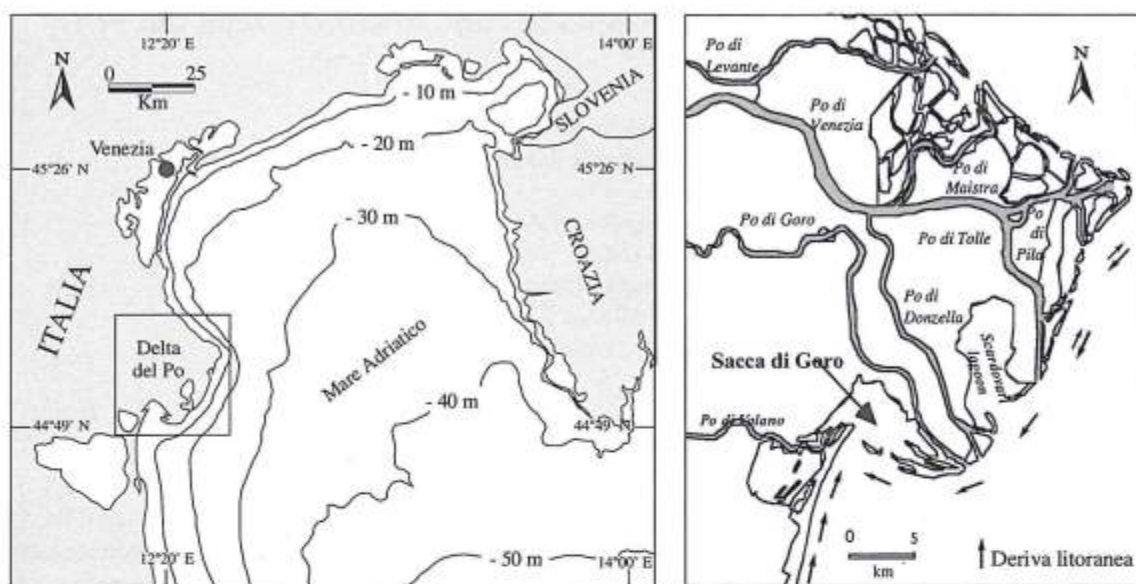 12°20' E
14°00' E
N
0 25
Km
- 10 m
SLOVENIA
Venezia
- 20 m
45°26' N
45°26' N
- 30 m
CROAZIA
ITALIA
Delta
del Po
Mare Adriatico
- 40 m
44°49' N
44°49' N
12°20' E
- 50 m
14°00' E
Po di
Levante
N
Po di
Venezia
Po di
Maistra
Po di Goro
Po di Tolle
Po
di
Pila
Po di
Donzella
Scardovari
lagoon
Sacca di Goro
Po di Volano
0 5
km
Deriva litoranea